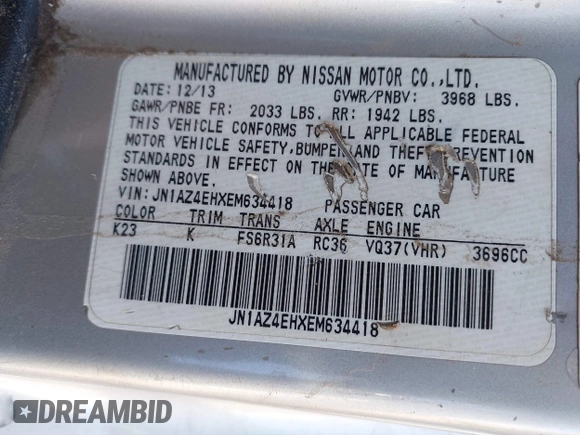 MANUFACTURED BY NISSAN MOTOR CO.,LTD.
DATE: 12/13 GVWR/PNBV: 3968 LBS.
GAWR/PNBE FR: 2033 LBS. RR: 1942 LBS.
THIS VEHICLE CONFORMS TO ALL APPLICABLE FEDERAL
MOTOR VEHICLE SAFETY, BUMPER, AND THEFT PREVENTION
STANDARDS IN EFFECT ON THE DATE OF MANUFACTURE
SHOWN ABOVE.
VIN: JN1AZ4EHXEM634418 PASSENGER CAR
COLOR TRIM TRANS AXLE ENGINE
K23 K FS6R31A RC36 VQ37(VHR) 3696CC
JN1AZ4EHXEM634418
DREAMBID